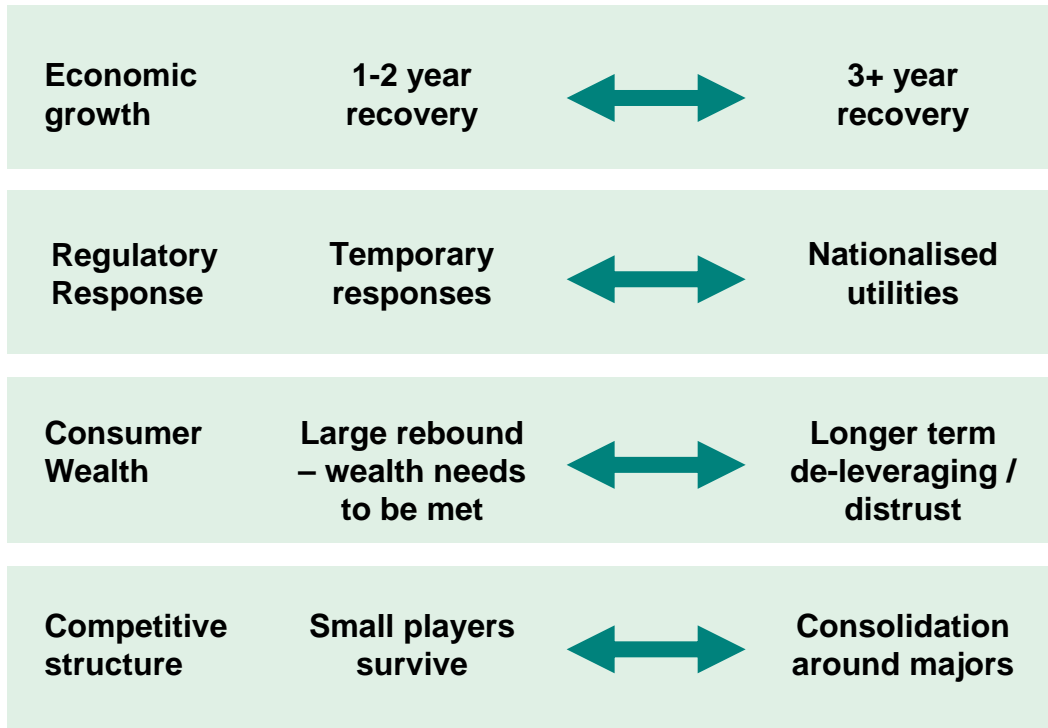 Economic
growth
1-2 year
recovery
3+ year
recovery
Regulatory
Response
Temporary
responses
Nationalised
utilities
Consumer
Wealth
Large rebound
– wealth needs
to be met
Longer term
de-leveraging /
distrust
Competitive
structure
Small players
survive
Consolidation
around majors